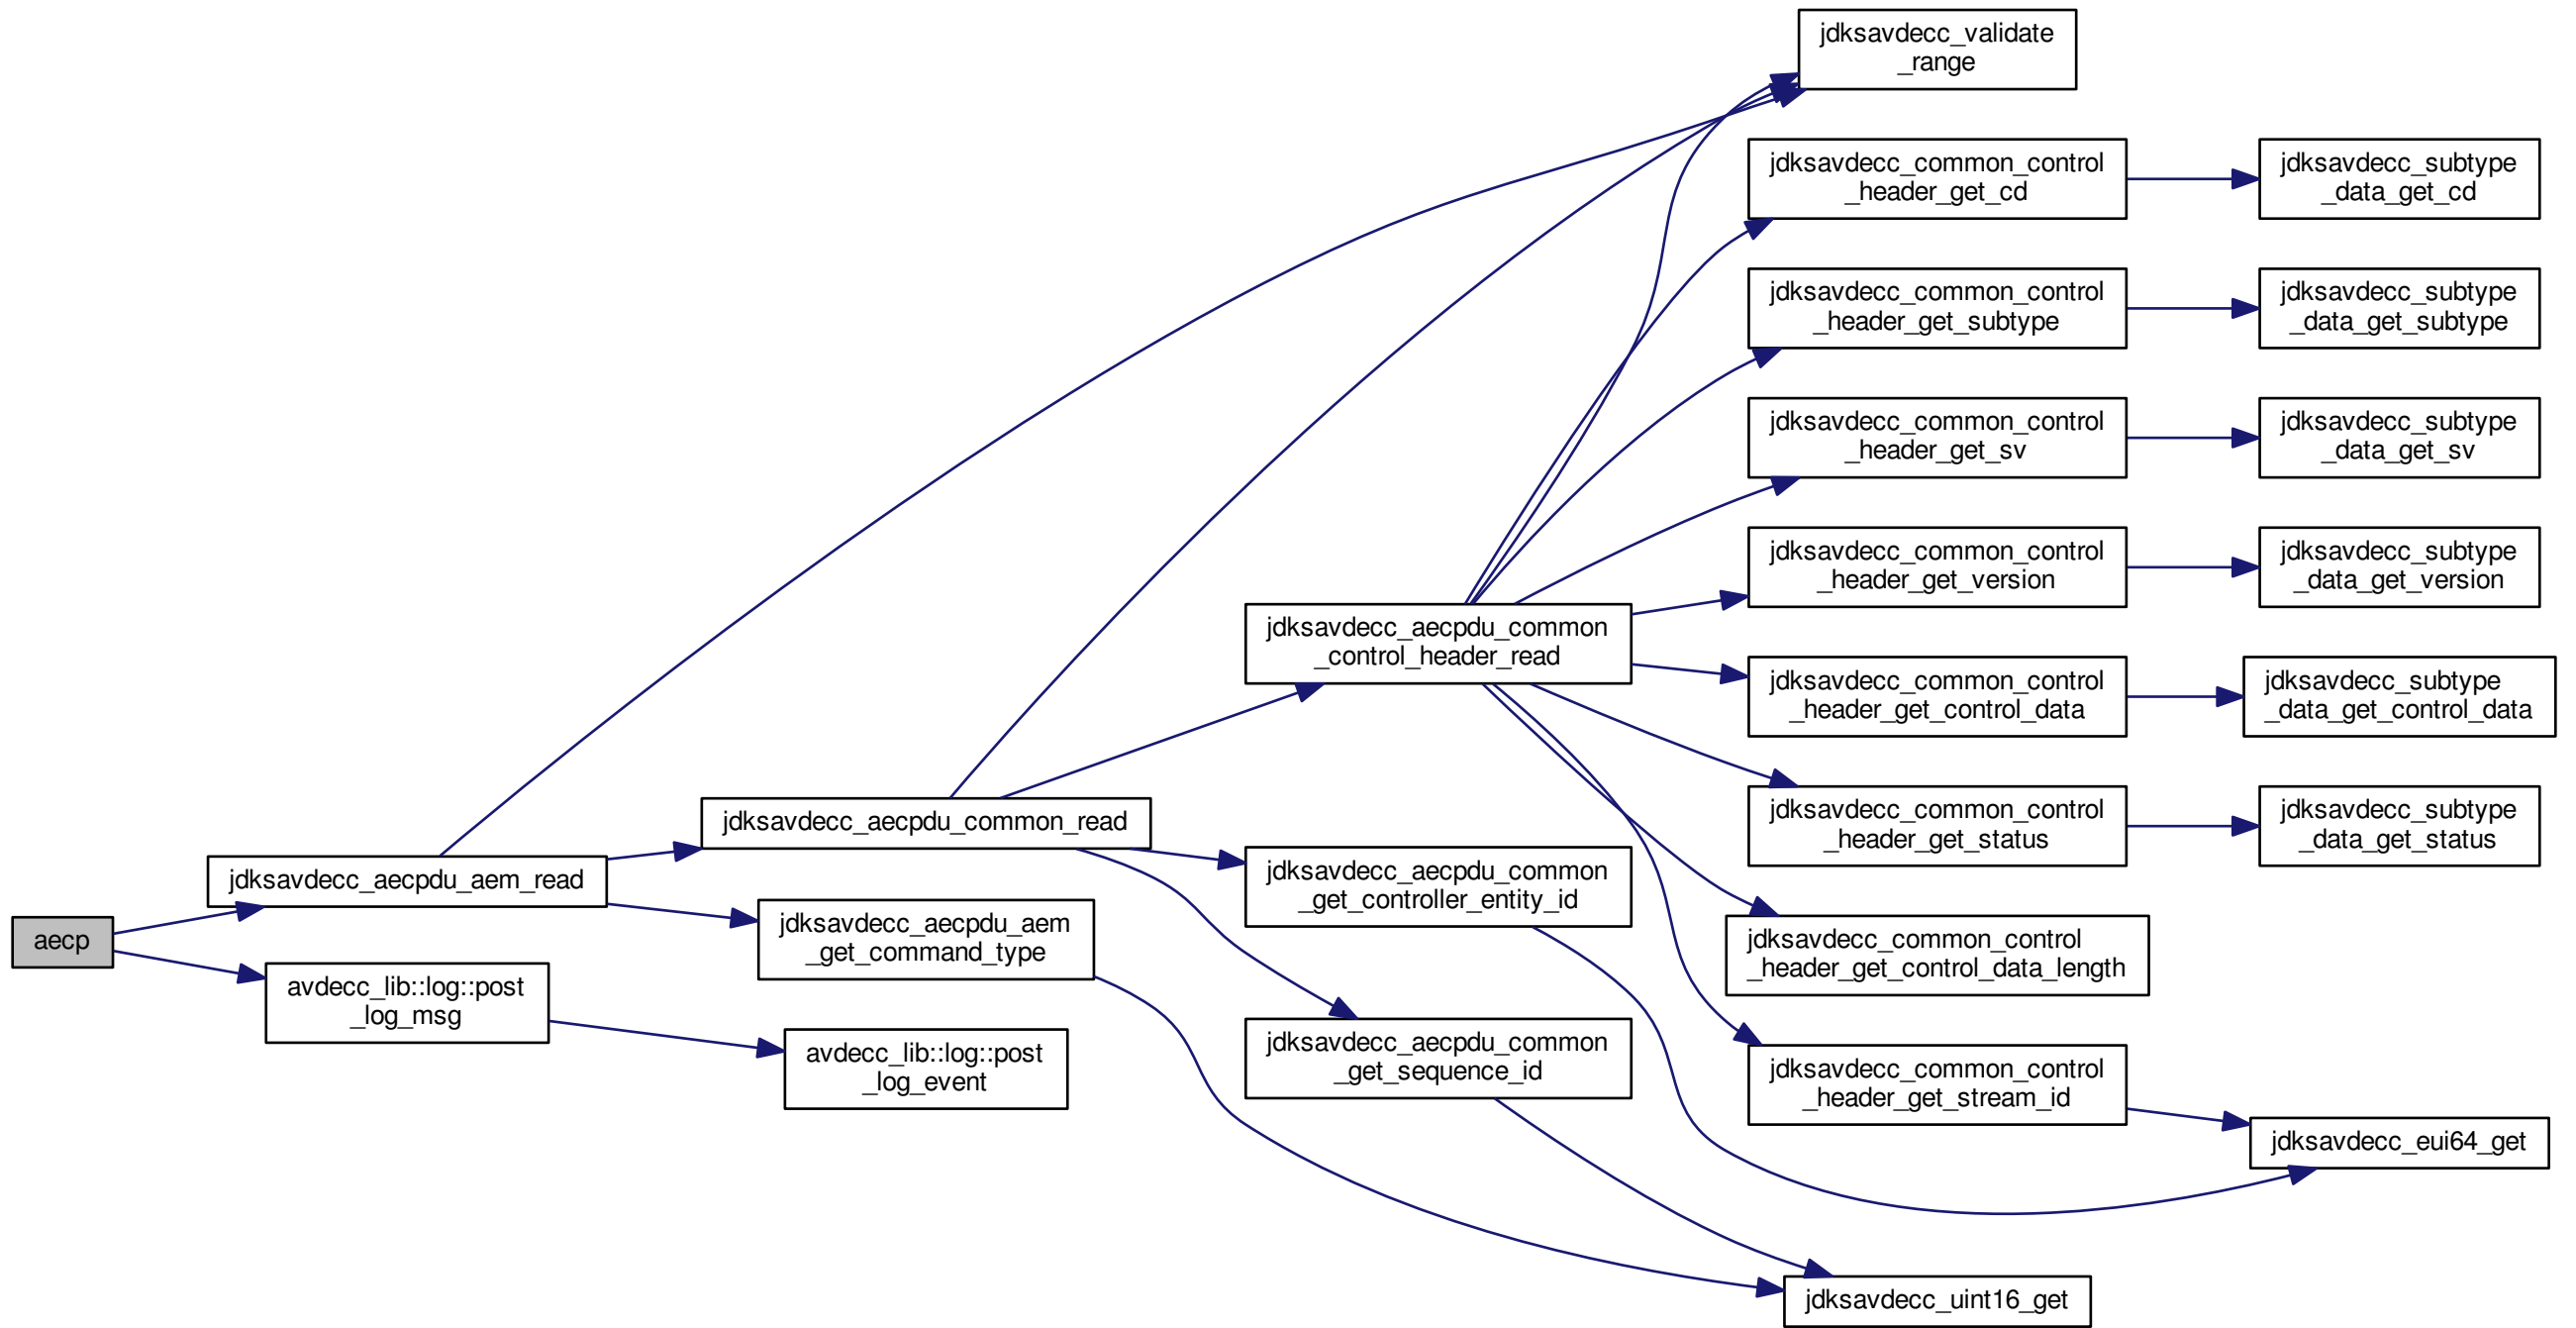 jdksavdecc_validate
_range
jdksavdecc_common_control
_header_get_cd
jdksavdecc_subtype
_data_get_cd
jdksavdecc_common_control
_header_get_subtype
jdksavdecc_subtype
_data_get_subtype
jdksavdecc_common_control
_header_get_sv
jdksavdecc_subtype
_data_get_sv
jdksavdecc_common_control
_header_get_version
jdksavdecc_subtype
_data_get_version
jdksavdecc_aecpdu_common
_control_header_read
jdksavdecc_common_control
_header_get_control_data
jdksavdecc_subtype
_data_get_control_data
jdksavdecc_aecpdu_common_read
jdksavdecc_common_control
_header_get_status
jdksavdecc_subtype
_data_get_status
jdksavdecc_aecpdu_aem_read
jdksavdecc_aecpdu_common
_get_controller_entity_id
aecp
jdksavdecc_aecpdu_aem
_get_command_type
jdksavdecc_common_control
_header_get_control_data_length
avdecc_lib::log::post
_log_msg
avdecc_lib::log::post
_log_event
jdksavdecc_aecpdu_common
_get_sequence_id
jdksavdecc_common_control
_header_get_stream_id
jdksavdecc_eui64_get
jdksavdecc_uint16_get